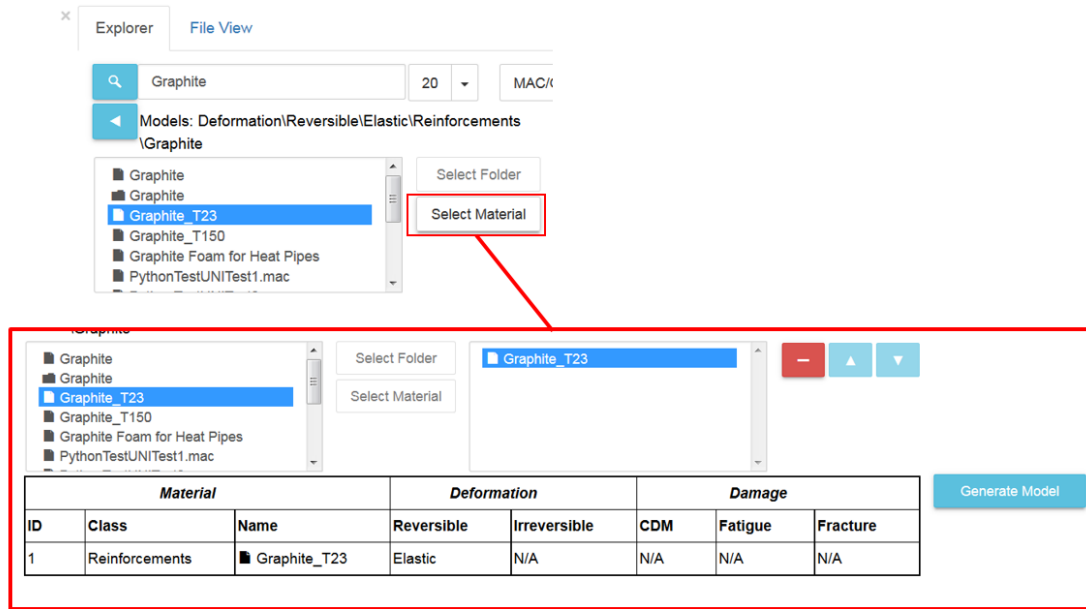 ×
Explorer File View
Graphite 20 MAC/
Models: Deformation\Reversible\Elastic\Reinforcements
\Graphite
Graphite
Graphite
Graphite_T23
Graphite_T150
Graphite Foam for Heat Pipes
PythonTestUNITest1.mac
Select Folder
Select Material
\Graphite
Graphite
Graphite
Graphite_T23
Graphite_T150
Graphite Foam for Heat Pipes
PythonTestUNITest1.mac
Select Folder
Select Material
Graphite_T23
Material Deformation Damage
ID Class Name Reversible Irreversible CDM Fatigue Fracture
1 Reinforcements Graphite_T23 Elastic N/A N/A N/A N/A
Generate Model